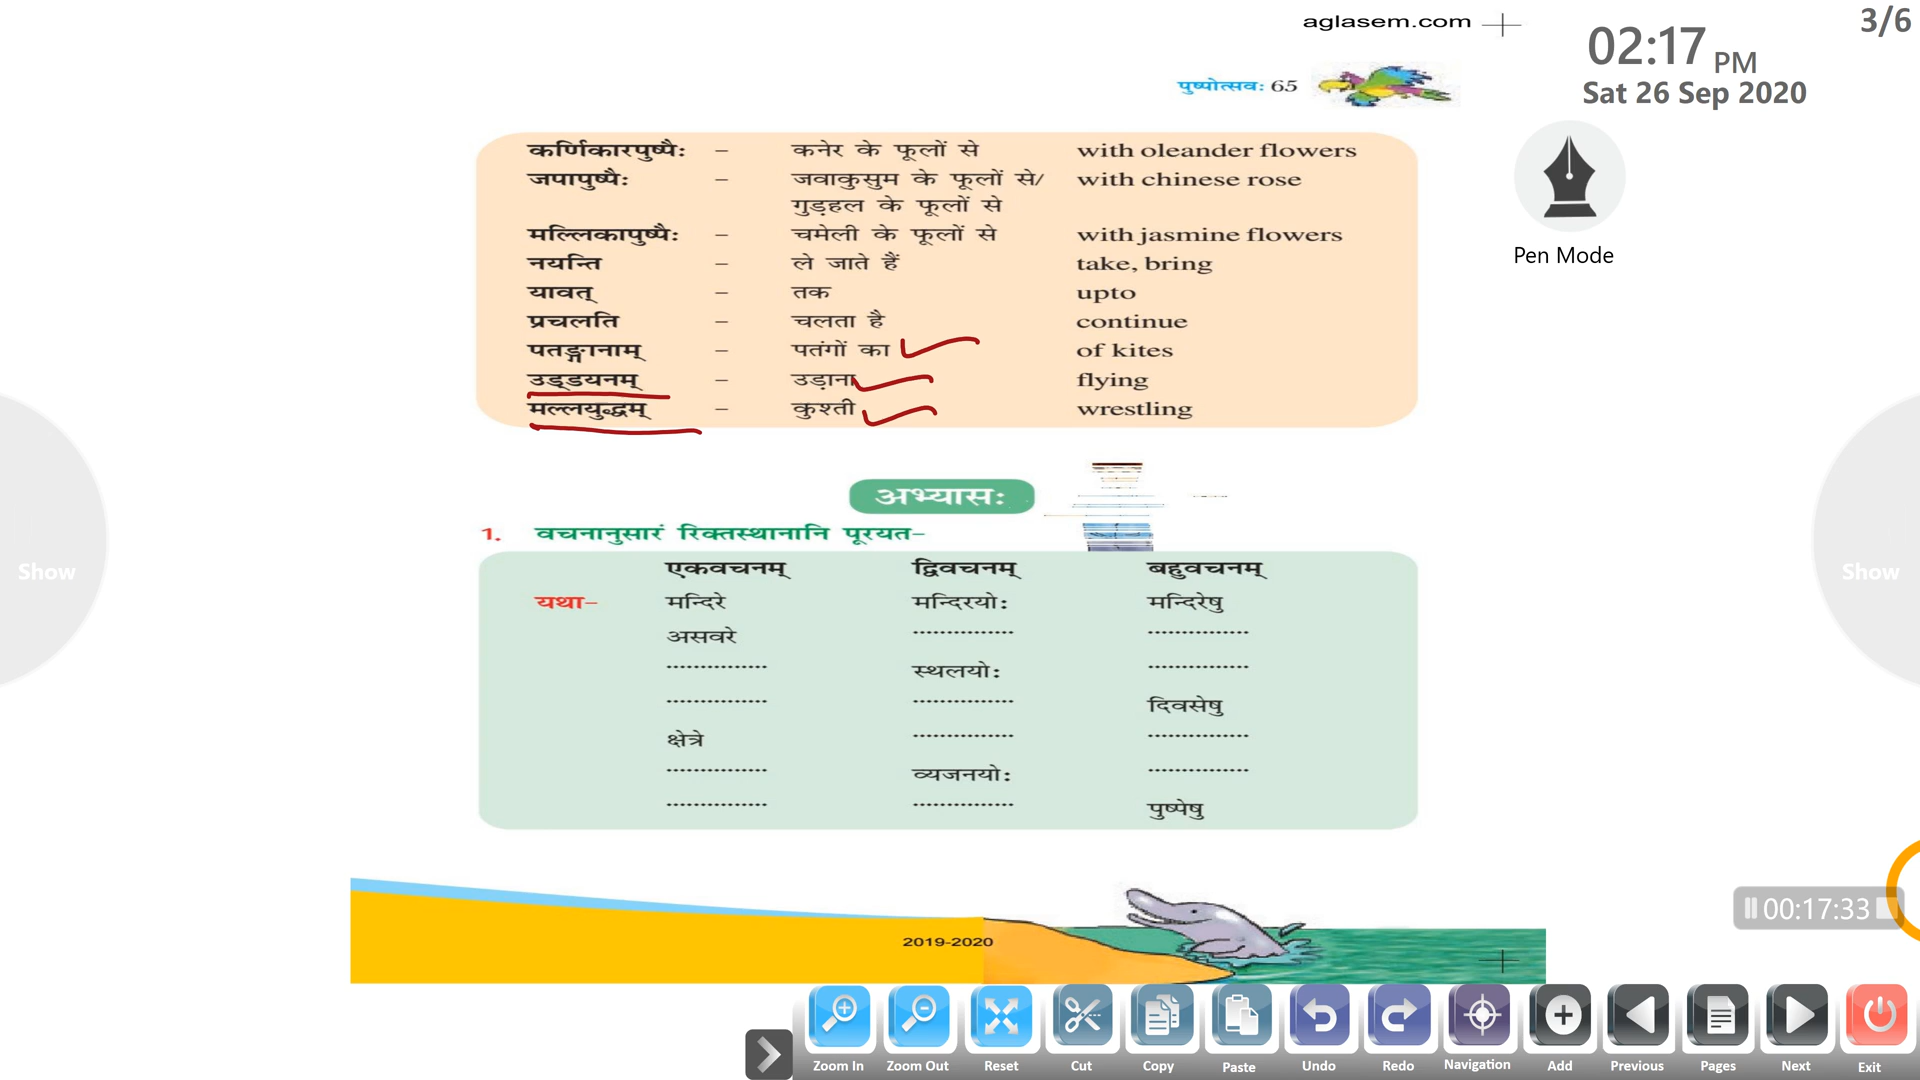 aglasem.com
3/6
02:17 PM
Sat 26 Sep 2020
पुष्पोत्सवः 65
Pen Mode
कर्णिकारपुष्पैः – कनेर के फूलों से with oleander flowers
जपापुष्पैः – जवाकुसुम के फूलों से/ with chinese rose
गुड़हल के फूलों से
मल्लिकापुष्पैः – चमेली के फूलों से with jasmine flowers
नयन्ति – ले जाते हैं take, bring
यावत् – तक upto
प्रचलति – चलता है continue
पतङ्गानाम् – पतंगों का of kites
उड्डयनम् – उड़ाना flying
मल्लयुद्धम् – कुश्ती wrestling
अभ्यासः
1. वचनानुसारं रिक्तस्थानानि पूरयत–
एकवचनम् द्विवचनम् बहुवचनम्
यथा– मन्दिरे मन्दिरयोः मन्दिरेषु
असवरे ............... ...............
............... स्थलयोः ...............
............... ............... दिवसेषु
क्षेत्रे ............... ...............
............... व्यजनयोः ...............
............... ............... पुष्पेषु
Show
Show
00:17:33
2019-2020
Zoom In Zoom Out Reset Cut Copy Paste Undo Redo Navigation Add Previous Pages Next Exit